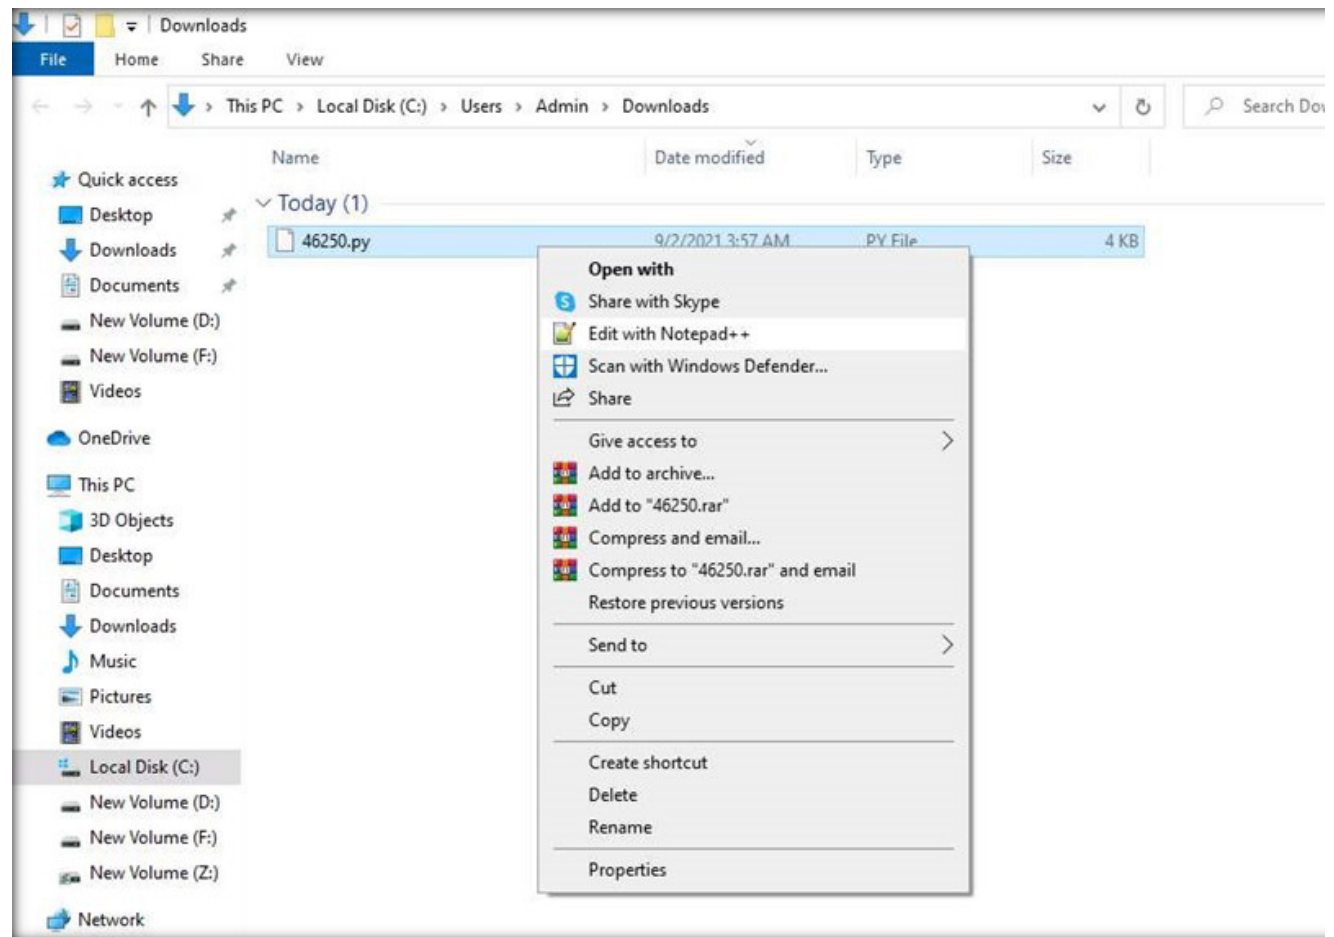 Downloads
File Home Share View
This PC › Local Disk (C:) › Users › Admin › Downloads
Search
Name Date modified Type Size
Quick access
Desktop
Downloads
Documents
New Volume (D:)
New Volume (F:)
Videos
OneDrive
This PC
3D Objects
Desktop
Documents
Downloads
Music
Pictures
Videos
Local Disk (C:)
New Volume (D:)
New Volume (F:)
New Volume (Z:)
Network
Today (1)
46250.py 9/2/2021 3:57 AM PY File 4 KB
Open with
Share with Skype
Edit with Notepad++
Scan with Windows Defender...
Share
Give access to
Add to archive...
Add to "46250.rar"
Compress and email...
Compress to "46250.rar" and email
Restore previous versions
Send to
Cut
Copy
Create shortcut
Delete
Rename
Properties